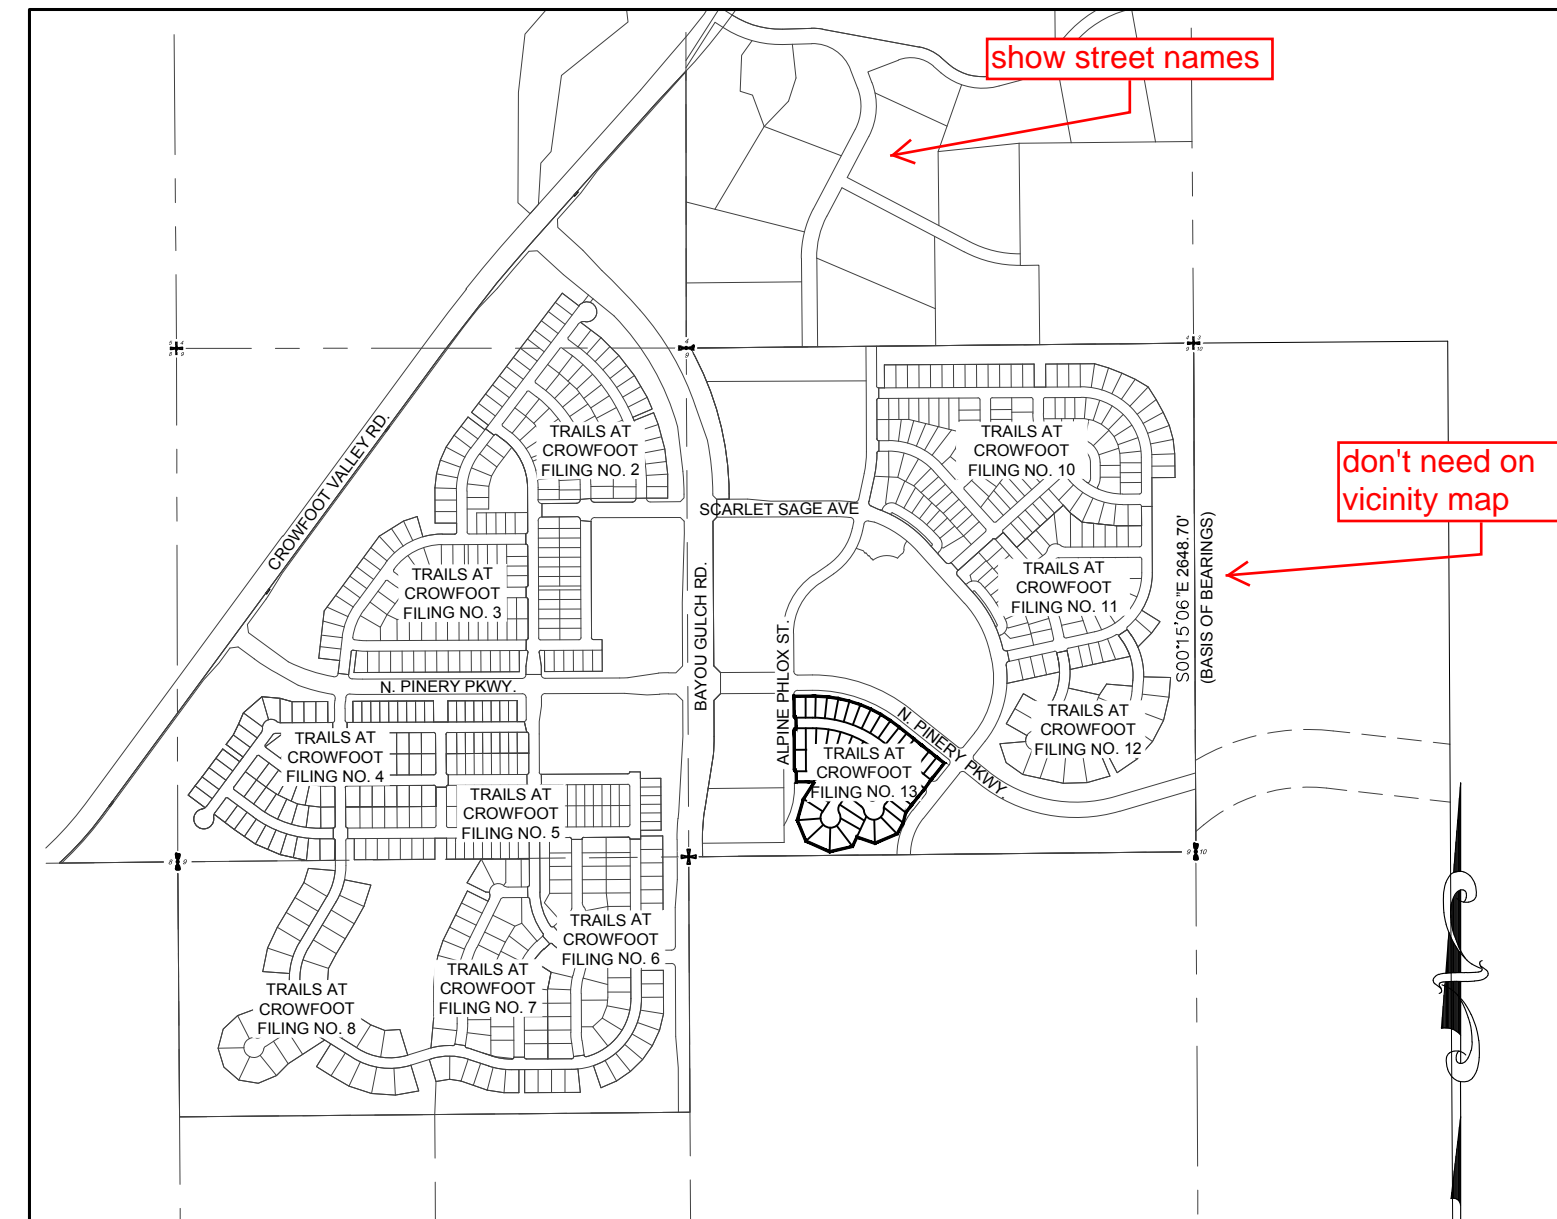 show street names
TRAILS AT
CROWFOOT
FILING NO. 2
TRAILS AT
CROWFOOT
FILING NO. 10
don't need on
vicinity map
CROWFOOT VALLEY RD.
SCARLET SAGE AVE
S00°15'06"E 2648.70'
(BASIS OF BEARINGS)
TRAILS AT
CROWFOOT
FILING NO. 3
BAYOU GULCH RD.
TRAILS AT
CROWFOOT
FILING NO. 11
ALPINE PHLOX ST.
N. PINERY PKWY.
N. PINERY PKWY.
TRAILS AT
CROWFOOT
FILING NO. 12
TRAILS AT
CROWFOOT
FILING NO. 4
TRAILS AT
CROWFOOT
FILING NO. 13
TRAILS AT
CROWFOOT
FILING NO. 5
TRAILS AT
CROWFOOT
FILING NO. 6
TRAILS AT
CROWFOOT
FILING NO. 7
TRAILS AT
CROWFOOT
FILING NO. 8